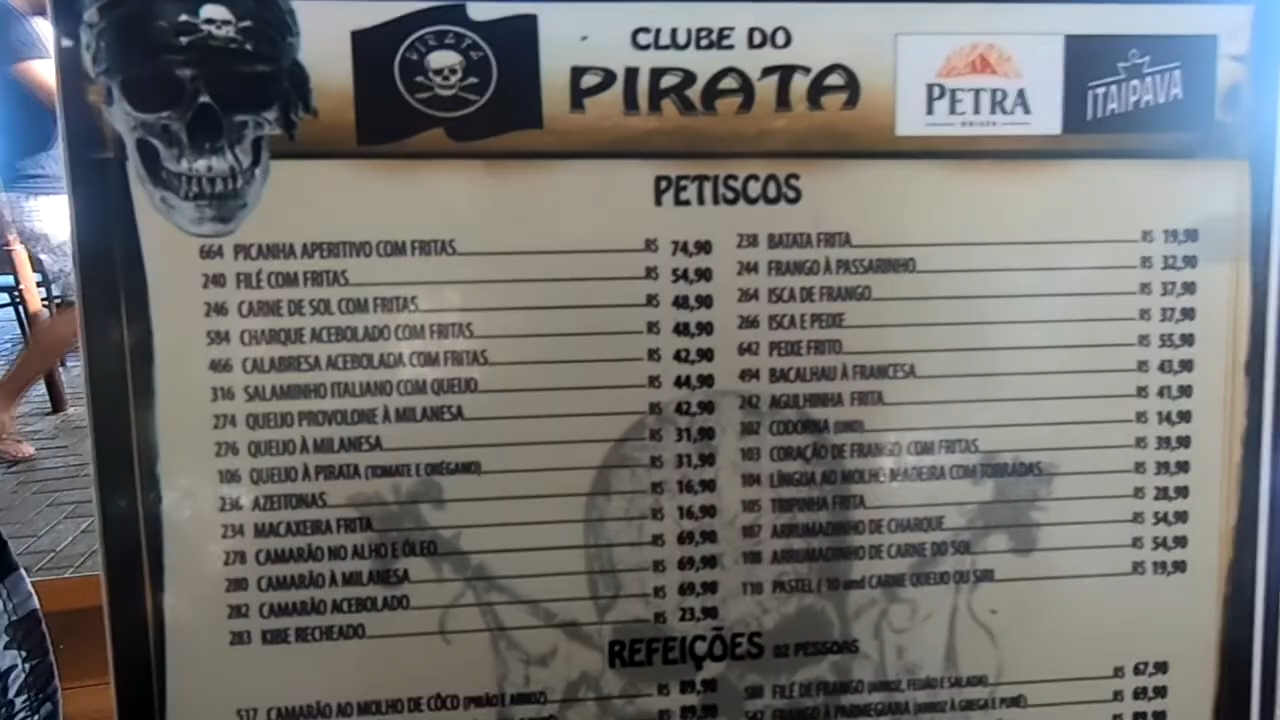 PIRATA
CLUBE DO
PIRATA
PETRA
ORIGEM
ITAIPAVA
PETISCOS
664 PICANHA APERITIVO COM FRITAS R$ 74,90
240 FILÉ COM FRITAS R$ 54,90
246 CARNE DE SOL COM FRITAS R$ 48,90
584 CHARQUE ACEBOLADO COM FRITAS R$ 48,90
466 CALABRESA ACEBOLADA COM FRITAS R$ 42,90
316 SALAMINHO ITALIANO COM QUEIJO R$ 44,90
274 QUEIJO PROVOLONE À MILANESA R$ 42,90
276 QUEIJO À MILANESA R$ 31,90
106 QUEIJO À PIRATA (TOMATE E ORÉGANO) R$ 31,90
236 AZEITONAS R$ 16,90
234 MACAXEIRA FRITA R$ 16,90
278 CAMARÃO NO ALHO E ÓLEO R$ 69,90
280 CAMARÃO À MILANESA R$ 69,90
282 CAMARÃO ACEBOLADO R$ 69,90
283 KIBE RECHEADO R$ 23,90
238 BATATA FRITA R$ 19,90
244 FRANGO À PASSARINHO R$ 32,90
264 ISCA DE FRANGO R$ 37,90
266 ISCA E PEIXE R$ 37,90
642 PEIXE FRITO R$ 55,90
494 BACALHAU À FRANCESA R$ 43,90
242 AGULHINHA FRITA R$ 41,90
302 CODORNA (UND) R$ 14,90
103 CORAÇÃO DE FRANGO COM FRITAS R$ 39,90
104 LÍNGUA AO MOLHO MADEIRA COM TORRADAS R$ 39,90
105 TRIPINHA FRITA R$ 28,90
107 ARRUMADINHO DE CHARQUE R$ 54,90
108 ARRUMADINHO DE CARNE DO SOL R$ 54,90
110 PASTEL ( 10 und CARNE QUEIJO OU SIRI R$ 19,90
REFEIÇÕES 02 PESSOAS
517 CAMARÃO AO MOLHO DE CÔCO (PIRÃO E ARROZ) R$ 89,90
R$ 89,90
FILÉ DE FRANGO (ARROZ, FEIJÃO E SALADA) R$ 67,90
FRANGO À PARMEGIARA (ARROZ À GREGA E PURÊ) R$ 69,90